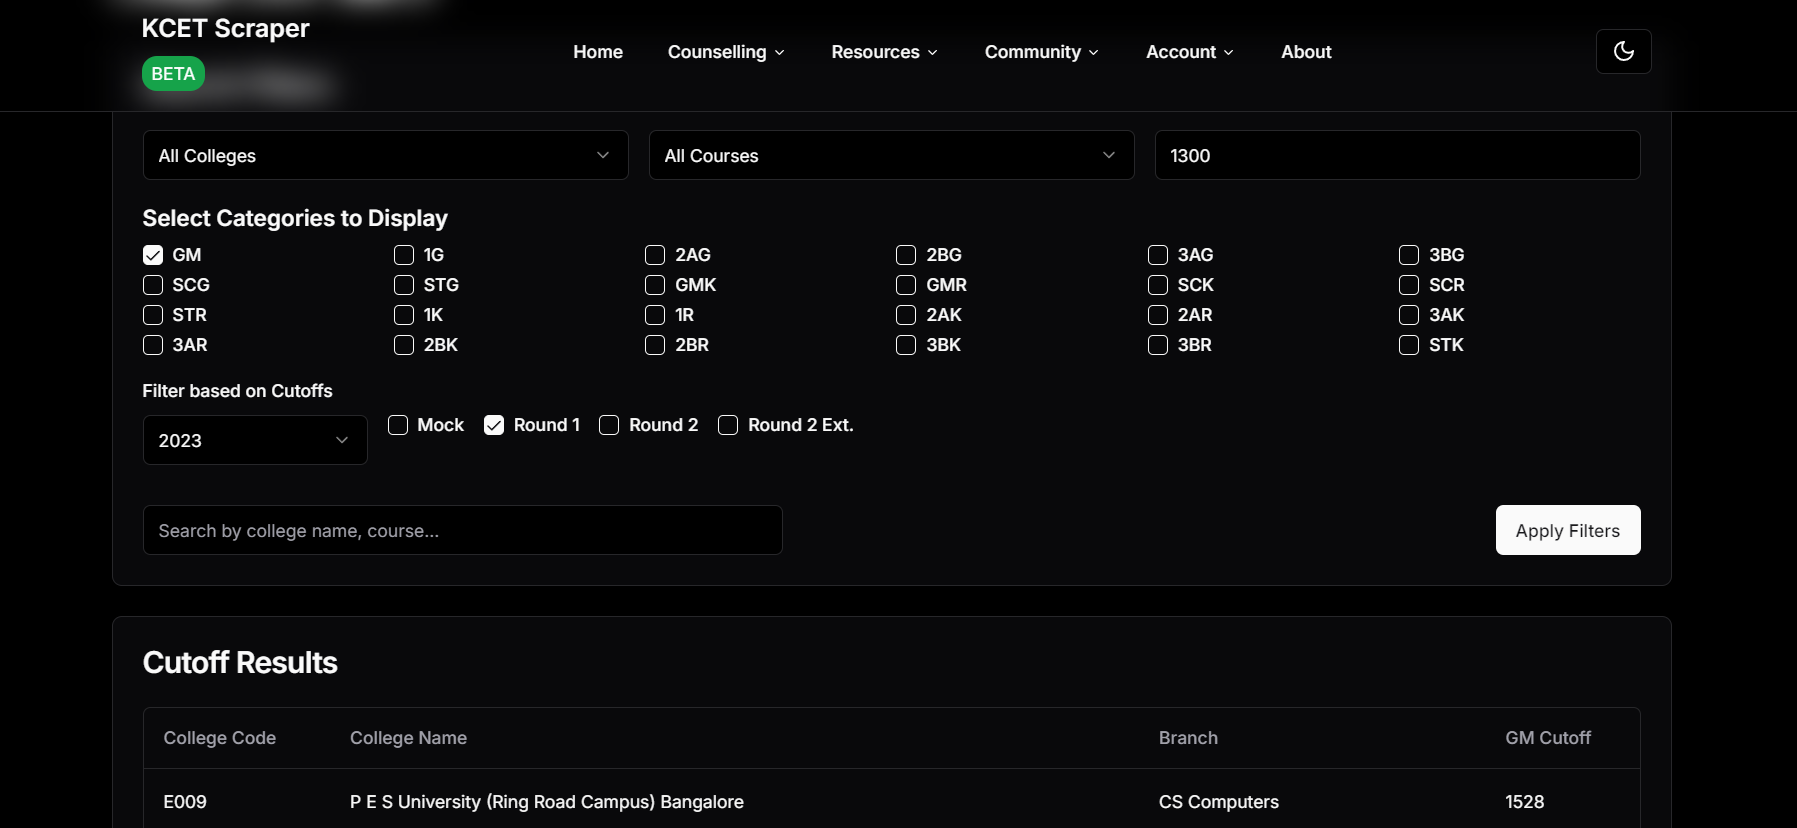 KCET Scraper
BETA
Home Counselling Resources Community Account About
All Colleges All Courses 1300
Select Categories to Display
GM 1G 2AG 2BG 3AG 3BG
SCG STG GMK GMR SCK SCR
STR 1K 1R 2AK 2AR 3AK
3AR 2BK 2BR 3BK 3BR STK
Filter based on Cutoffs
2023 Mock Round 1 Round 2 Round 2 Ext.
Search by college name, course...
Apply Filters
Cutoff Results
College Code College Name Branch GM Cutoff
E009 P E S University (Ring Road Campus) Bangalore CS Computers 1528